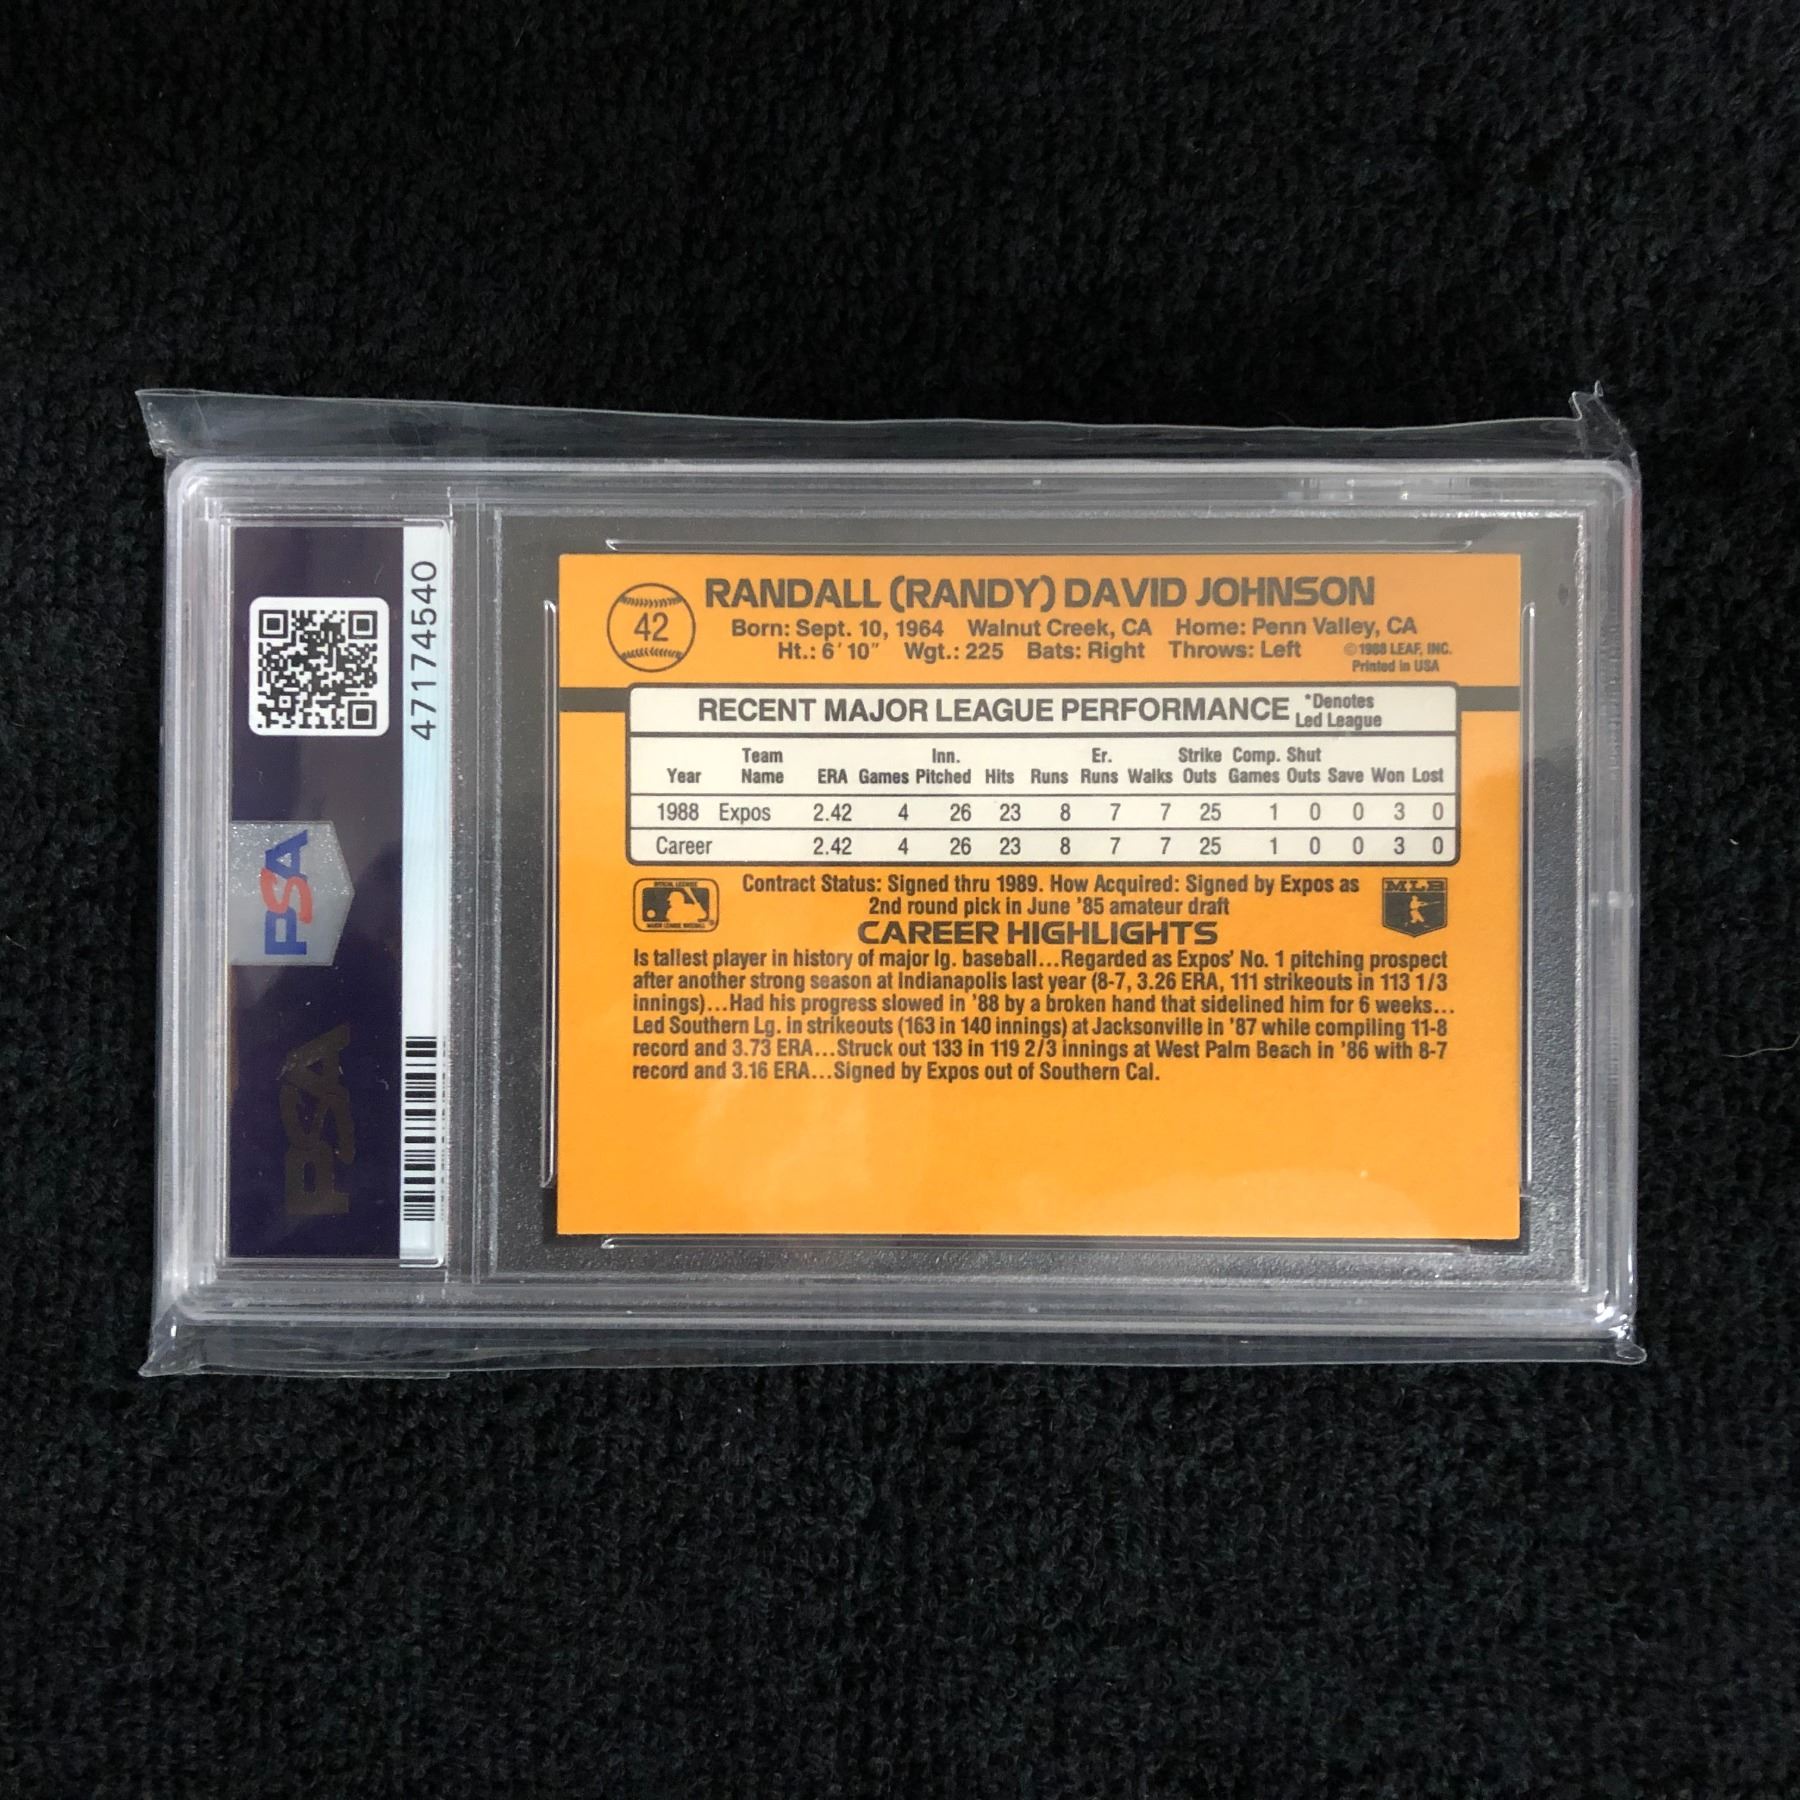 47174540
PSA
PSA
42
RANDALL (RANDY) DAVID JOHNSON
Born: Sept. 10, 1964 Walnut Creek, CA Home: Penn Valley, CA
Ht.: 6' 10" Wgt.: 225 Bats: Right Throws: Left
©1988 LEAF, INC.
Printed in USA
RECENT MAJOR LEAGUE PERFORMANCE *Denotes
Led League
Team Inn. Er. Strike Comp. Shut
Year Name ERA Games Pitched Hits Runs Runs Walks Outs Games Outs Save Won Lost
1988 Expos 2.42 4 26 23 8 7 7 25 1 0 0 3 0
Career 2.42 4 26 23 8 7 7 25 1 0 0 3 0
Contract Status: Signed thru 1989. How Acquired: Signed by Expos as
2nd round pick in June '85 amateur draft
MLB
CAREER HIGHLIGHTS
Is tallest player in history of major lg. baseball...Regarded as Expos' No. 1 pitching prospect
after another strong season at Indianapolis last year (8-7, 3.26 ERA, 111 strikeouts in 113 1/3
innings)...Had his progress slowed in '88 by a broken hand that sidelined him for 6 weeks...
Led Southern Lg. in strikeouts (163 in 140 innings) at Jacksonville in '87 while compiling 11-8
record and 3.73 ERA...Struck out 133 in 119 2/3 innings at West Palm Beach in '86 with 8-7
record and 3.16 ERA...Signed by Expos out of Southern Cal.